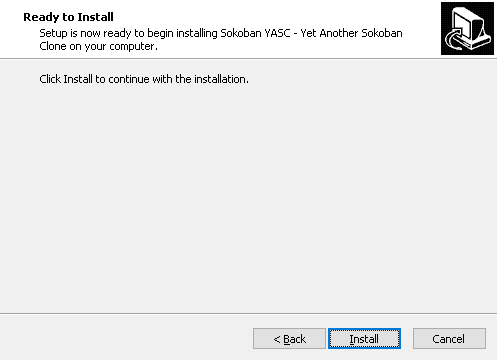 Ready to Install
Setup is now ready to begin installing Sokoban YASC - Yet Another Sokoban
Clone on your computer.
Click Install to continue with the installation.
< Back
Install
Cancel